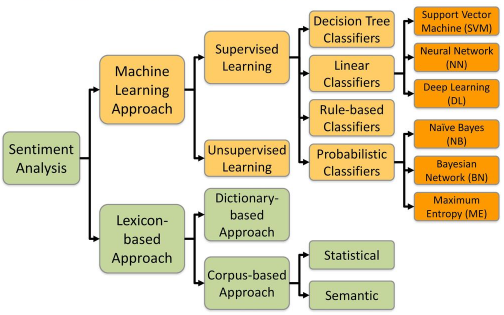 Sentiment
Analysis
Machine
Learning
Approach
Lexicon-
based
Approach
Supervised
Learning
Unsupervised
Learning
Dictionary-
based
Approach
Corpus-based
Approach
Decision Tree
Classifiers
Linear
Classifiers
Rule-based
Classifiers
Probabilistic
Classifiers
Statistical
Semantic
Support Vector
Machine (SVM)
Neural Network
(NN)
Deep Learning
(DL)
Naïve Bayes
(NB)
Bayesian
Network (BN)
Maximum
Entropy (ME)